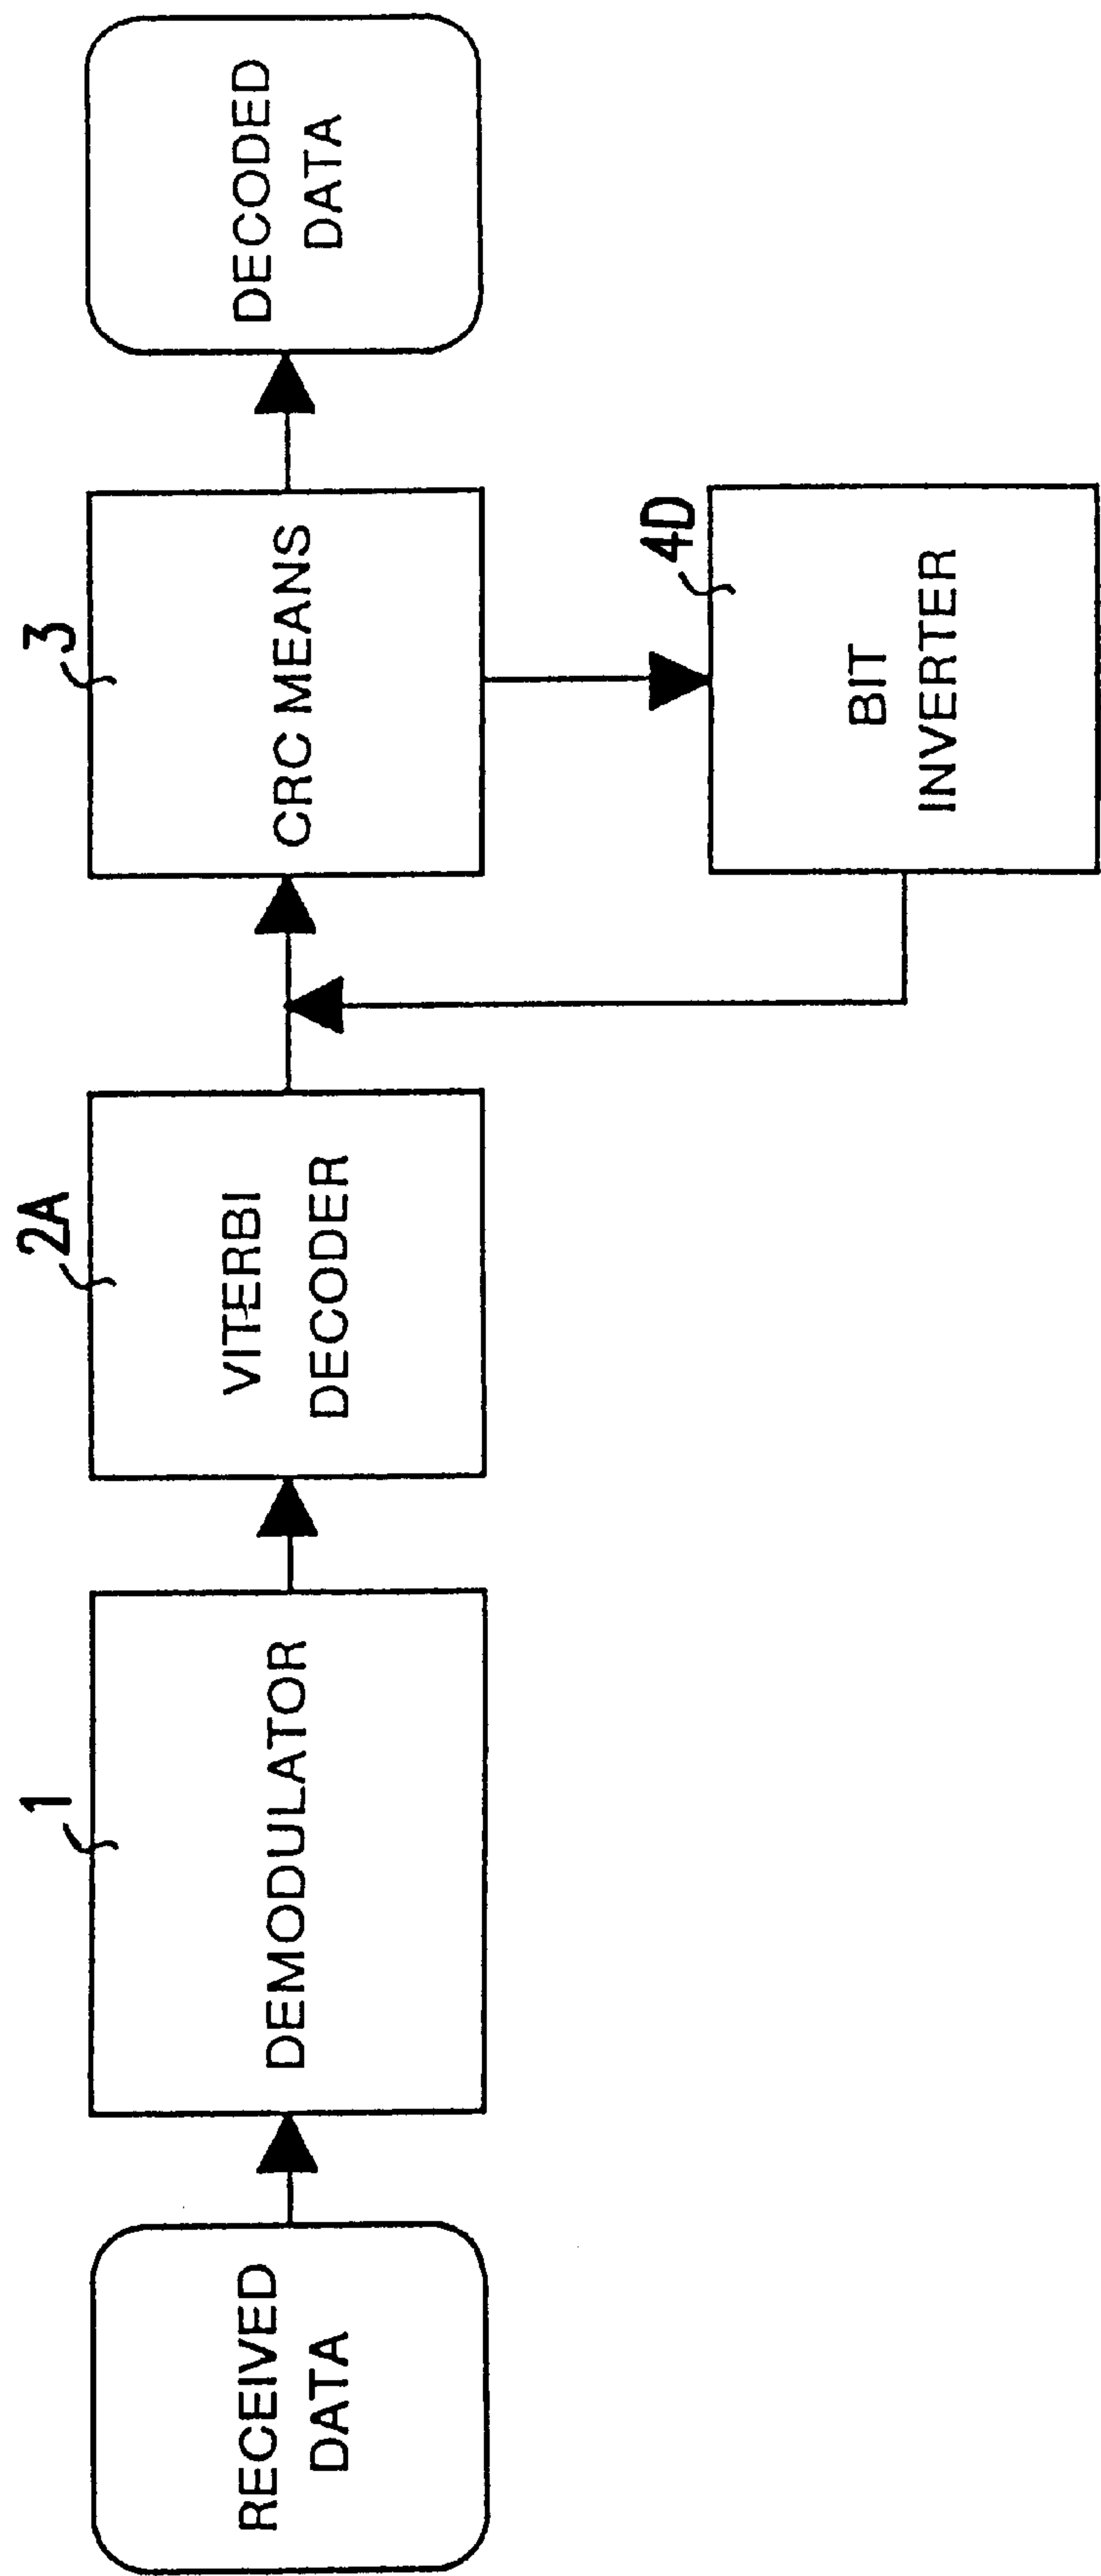 RECEIVED
DATA
1
DEMODULATOR
2A
VITERBI
DECODER
3
CRC MEANS
DECODED
DATA
4D
BIT
INVERTER